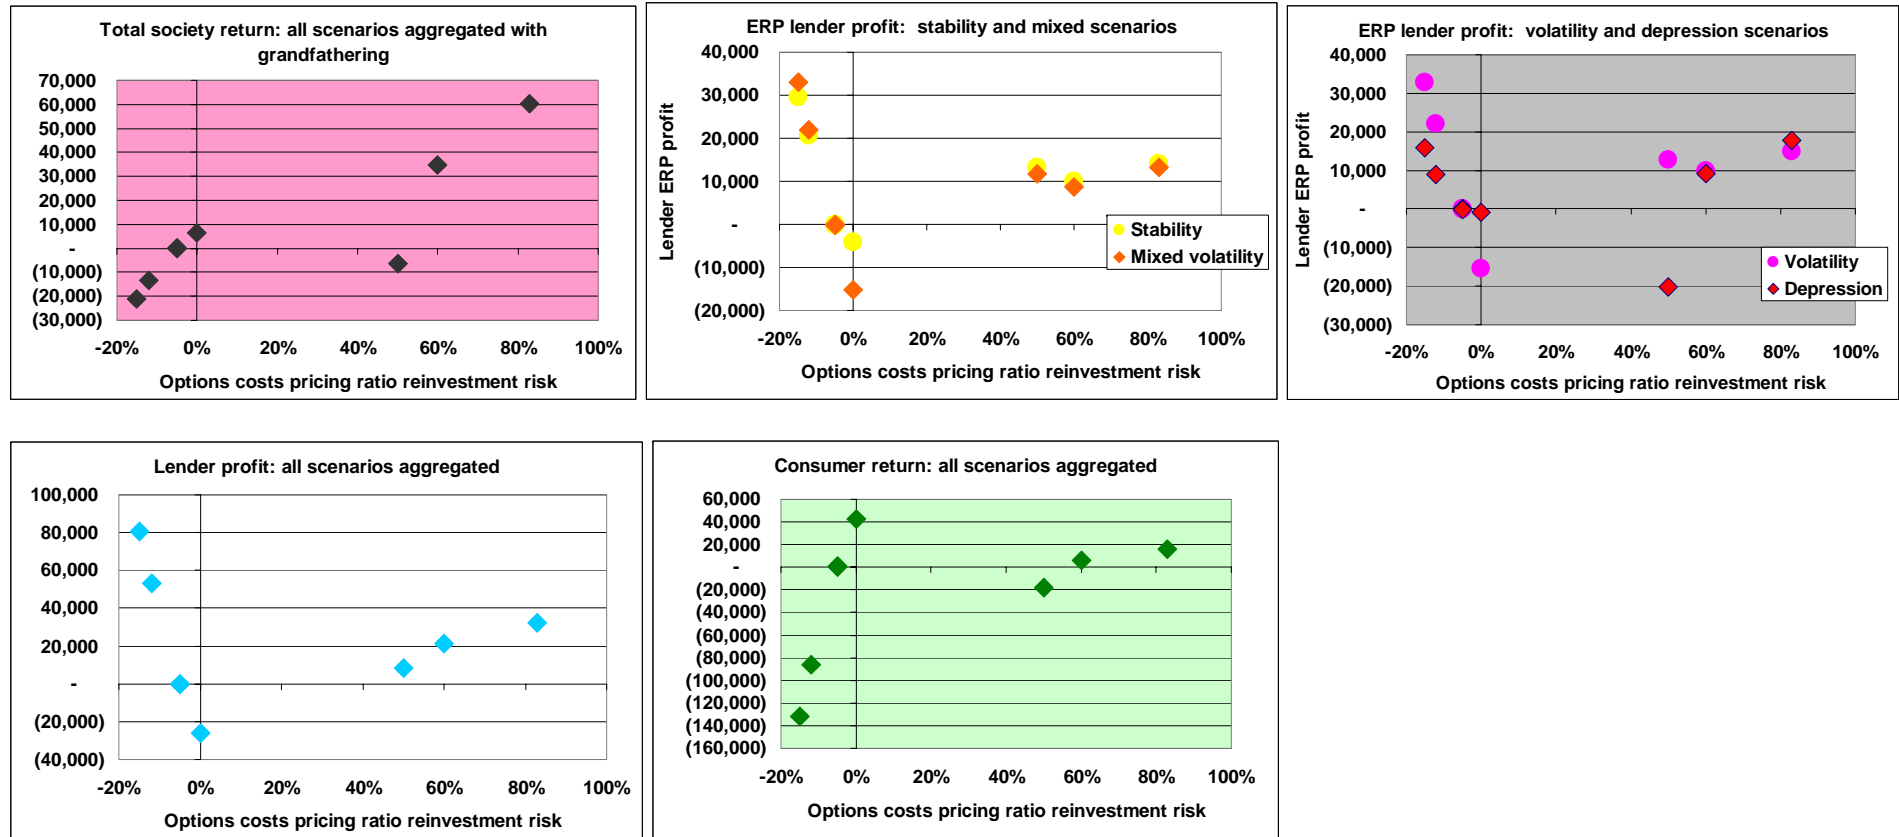 Total society return: all scenarios aggregated with
grandfathering
70,000
60,000
50,000
40,000
30,000
20,000
10,000
-
(10,000)
(20,000)
(30,000)
-20% 0% 20% 40% 60% 80% 100%
Options costs pricing ratio reinvestment risk
ERP lender profit: stability and mixed scenarios
Lender ERP profit
40,000
30,000
20,000
10,000
-
(10,000)
(20,000)
Stability
Mixed volatility
-20% 0% 20% 40% 60% 80% 100%
Options costs pricing ratio reinvestment risk
ERP lender profit: volatility and depression scenarios
Lender ERP profit
40,000
30,000
20,000
10,000
-
(10,000)
(20,000)
(30,000)
Volatility
Depression
-20% 0% 20% 40% 60% 80% 100%
Options costs pricing ratio reinvestment risk
Lender profit: all scenarios aggregated
100,000
80,000
60,000
40,000
20,000
-
(20,000)
(40,000)
-20% 0% 20% 40% 60% 80% 100%
Options costs pricing ratio reinvestment risk
Consumer return: all scenarios aggregated
60,000
40,000
20,000
-
(20,000)
(40,000)
(60,000)
(80,000)
(100,000)
(120,000)
(140,000)
(160,000)
-20% 0% 20% 40% 60% 80% 100%
Options costs pricing ratio reinvestment risk